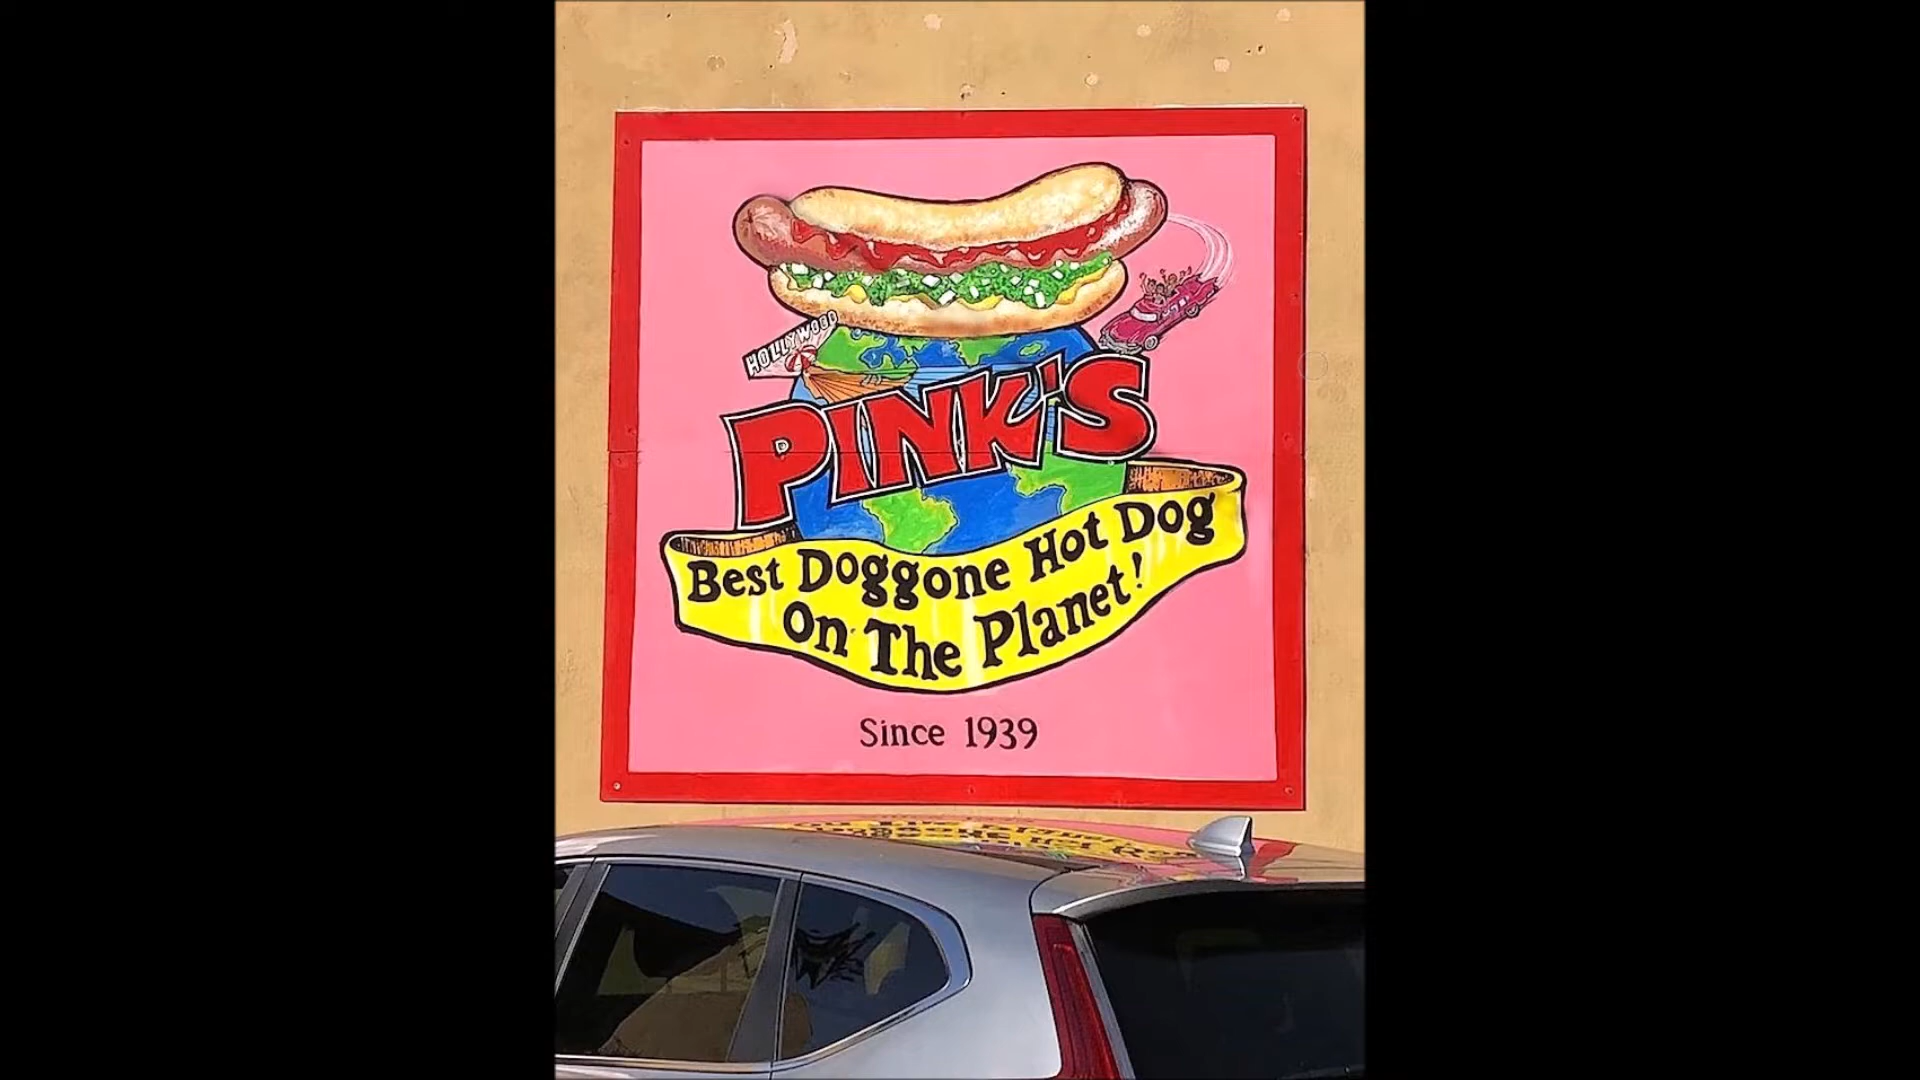 HOLLYWOOD
PINK'S
Best Doggone Hot Dog
On The Planet!
Since 1939